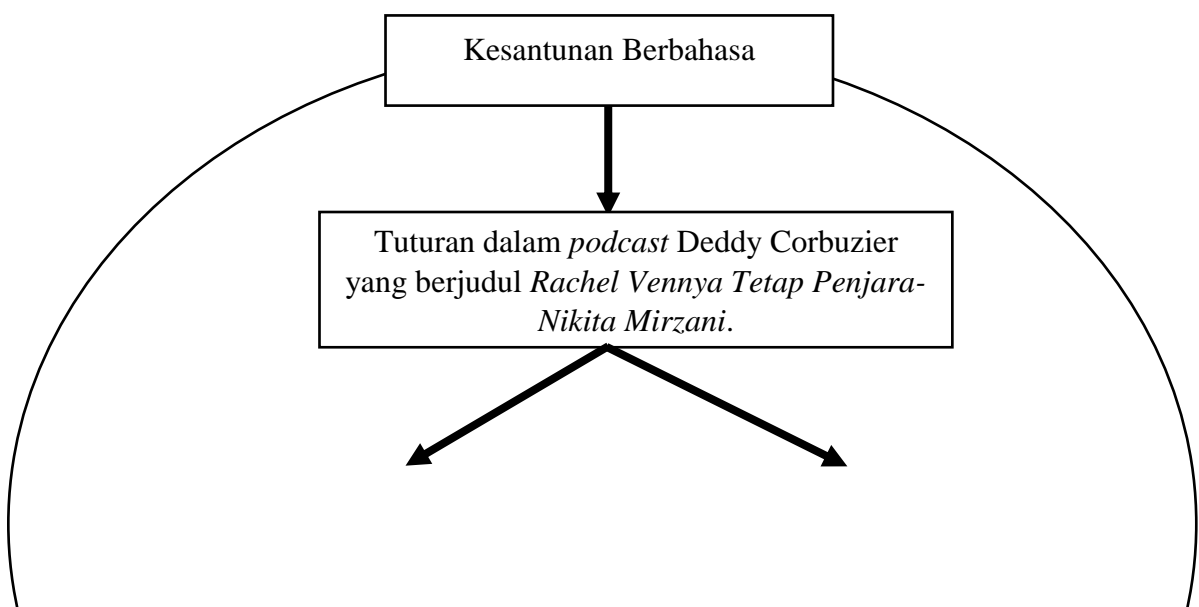 Kesantunan Berbahasa
Tuturan dalam podcast Deddy Corbuzier
yang berjudul Rachel Vennya Tetap Penjara-
Nikita Mirzani.